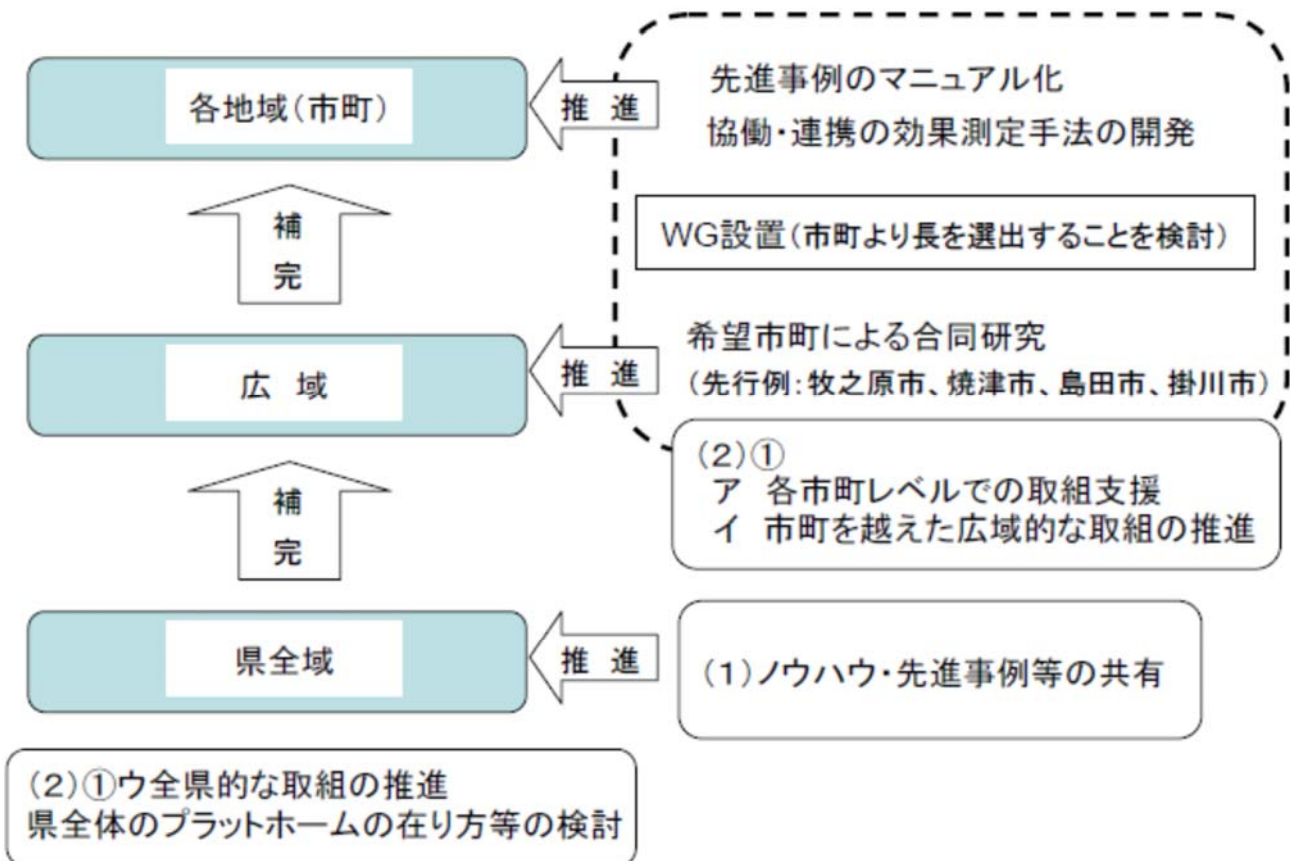 各地域(市町)
推 進
先進事例のマニュアル化
協働・連携の効果測定手法の開発
補
完
WG設置(市町より長を選出することを検討)
広 域
推 進
希望市町による合同研究
(先行例:牧之原市、焼津市、島田市、掛川市)
(2)①
ア 各市町レベルでの取組支援
イ 市町を越えた広域的な取組の推進
補
完
県全域
推 進
(1)ノウハウ・先進事例等の共有
(2)①ウ全県的な取組の推進
県全体のプラットホームの在り方等の検討